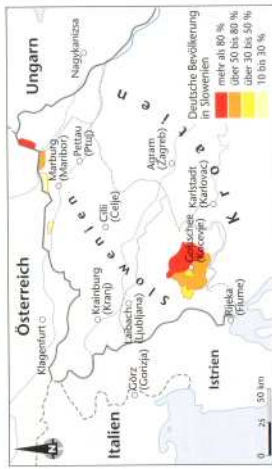 Österreich
Ungarn
Klagenfurt
Marburg
(Maribor)
Pettau
(Ptuj)
Nagykanizsa
Krainburg
(Kranj)
Cilli
(Celje)
Slowenien
Italien
Görz
(Gorizia)
Laibach
(Ljubljana)
Agram
(Zagreb)
Gottschee
(Kočevje)
Karlstadt
(Karlovac)
Kroatien
Istrien
Rijeka
(Fiume)
Deutsche Bevölkerung
in Slowenien
mehr als 80 %
über 50 bis 80 %
über 30 bis 50 %
10 bis 30 %
N
0 25 50 km